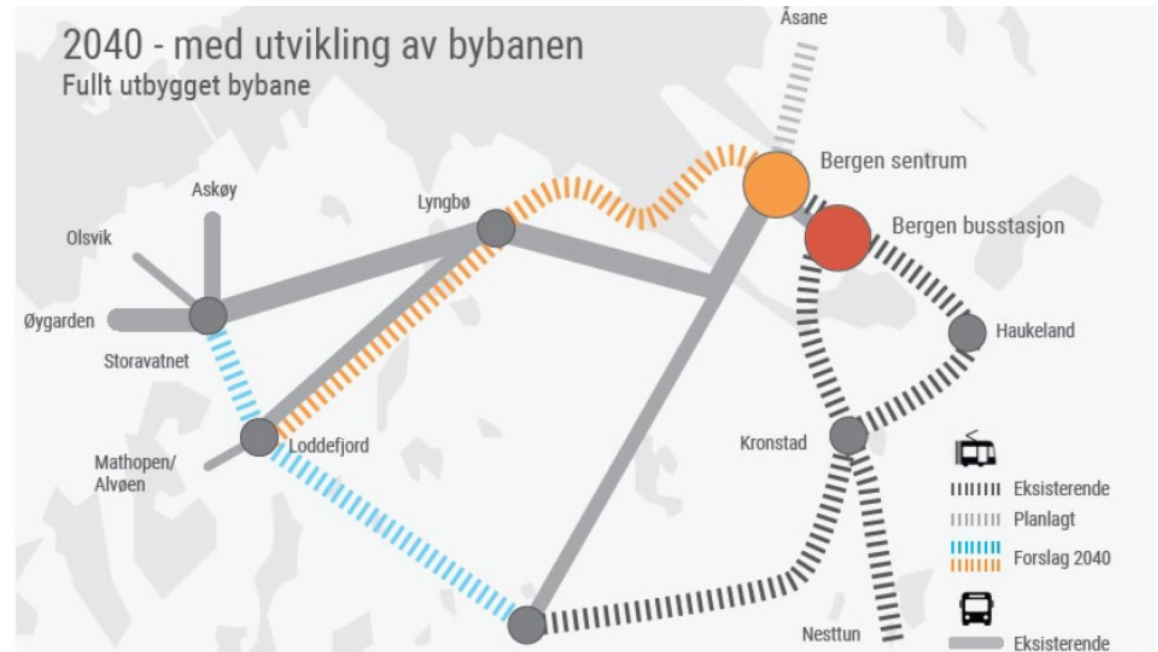 2040 - med utvikling av bybanen
Fullt utbygget bybane
Åsane
Bergen sentrum
Bergen busstasjon
Askøy
Lyngbø
Olsvik
Øygarden
Storavatnet
Haukeland
Loddefjord
Kronstad
Mathopen/
Alvøen
Nesttun
Eksisterende
Planlagt
Forslag 2040
Eksisterende